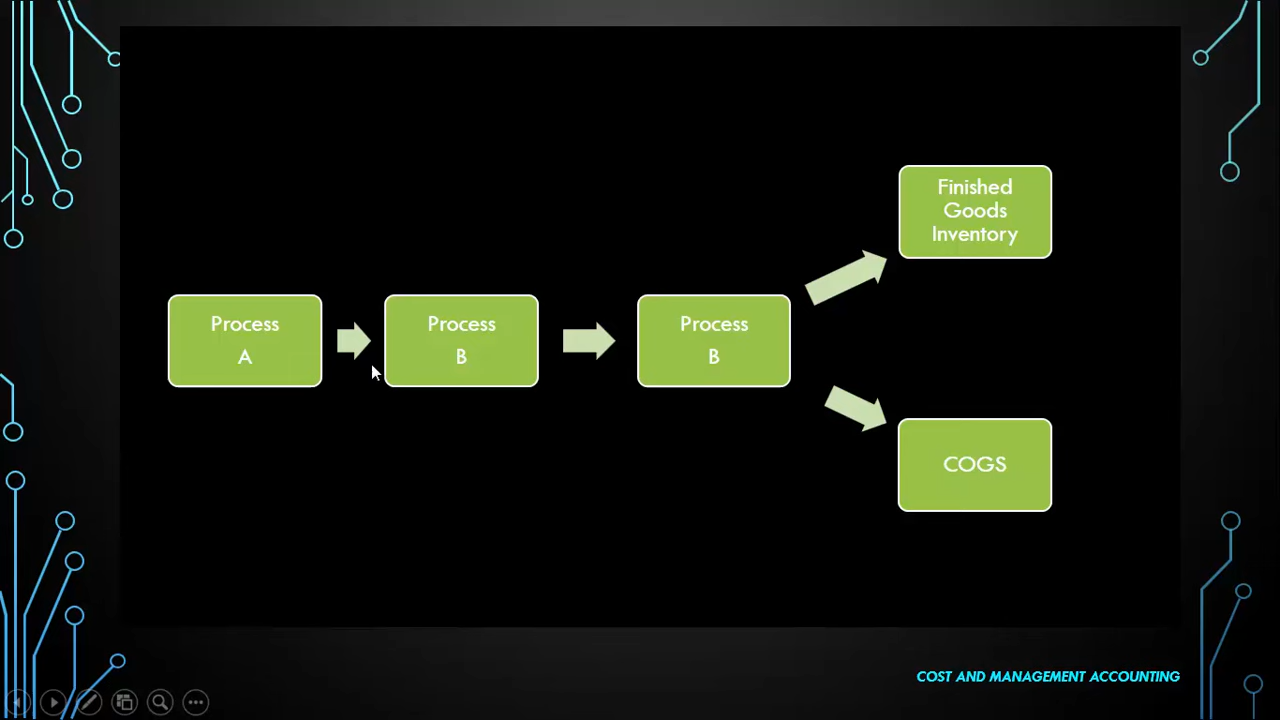 Process
A
Process
B
Process
B
Finished
Goods
Inventory
COGS
COST AND MANAGEMENT ACCOUNTING